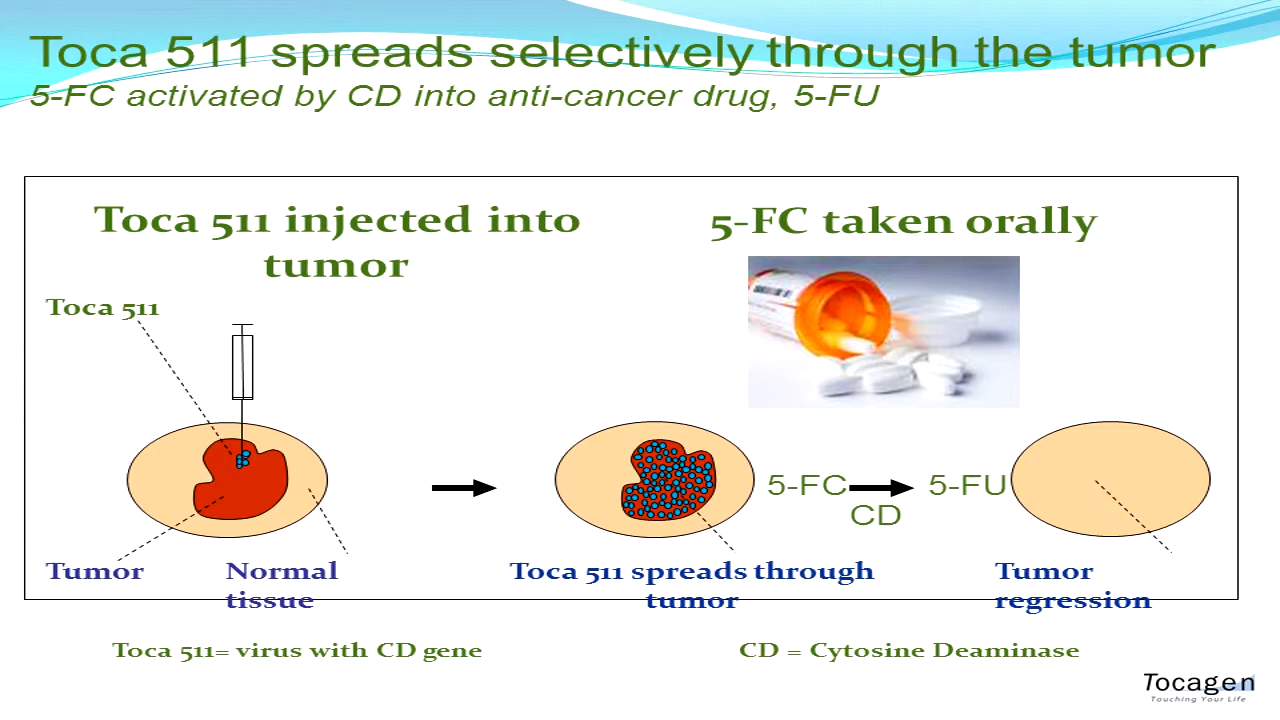 Toca 511 spreads selectively through the tumor
5-FC activated by CD into anti-cancer drug, 5-FU
Toca 511 injected into
tumor
5-FC taken orally
Toca 511
5-FC
5-FU
CD
Tumor
Normal
tissue
Toca 511 spreads through
tumor
Tumor
regression
Toca 511= virus with CD gene
CD = Cytosine Deaminase
Tocagen
Touching Your Life